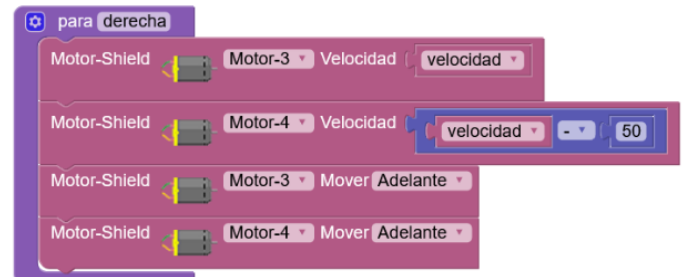 para derecha
Motor-Shield Motor-3 Velocidad velocidad
Motor-Shield Motor-4 Velocidad velocidad - 50
Motor-Shield Motor-3 Mover Adelante
Motor-Shield Motor-4 Mover Adelante